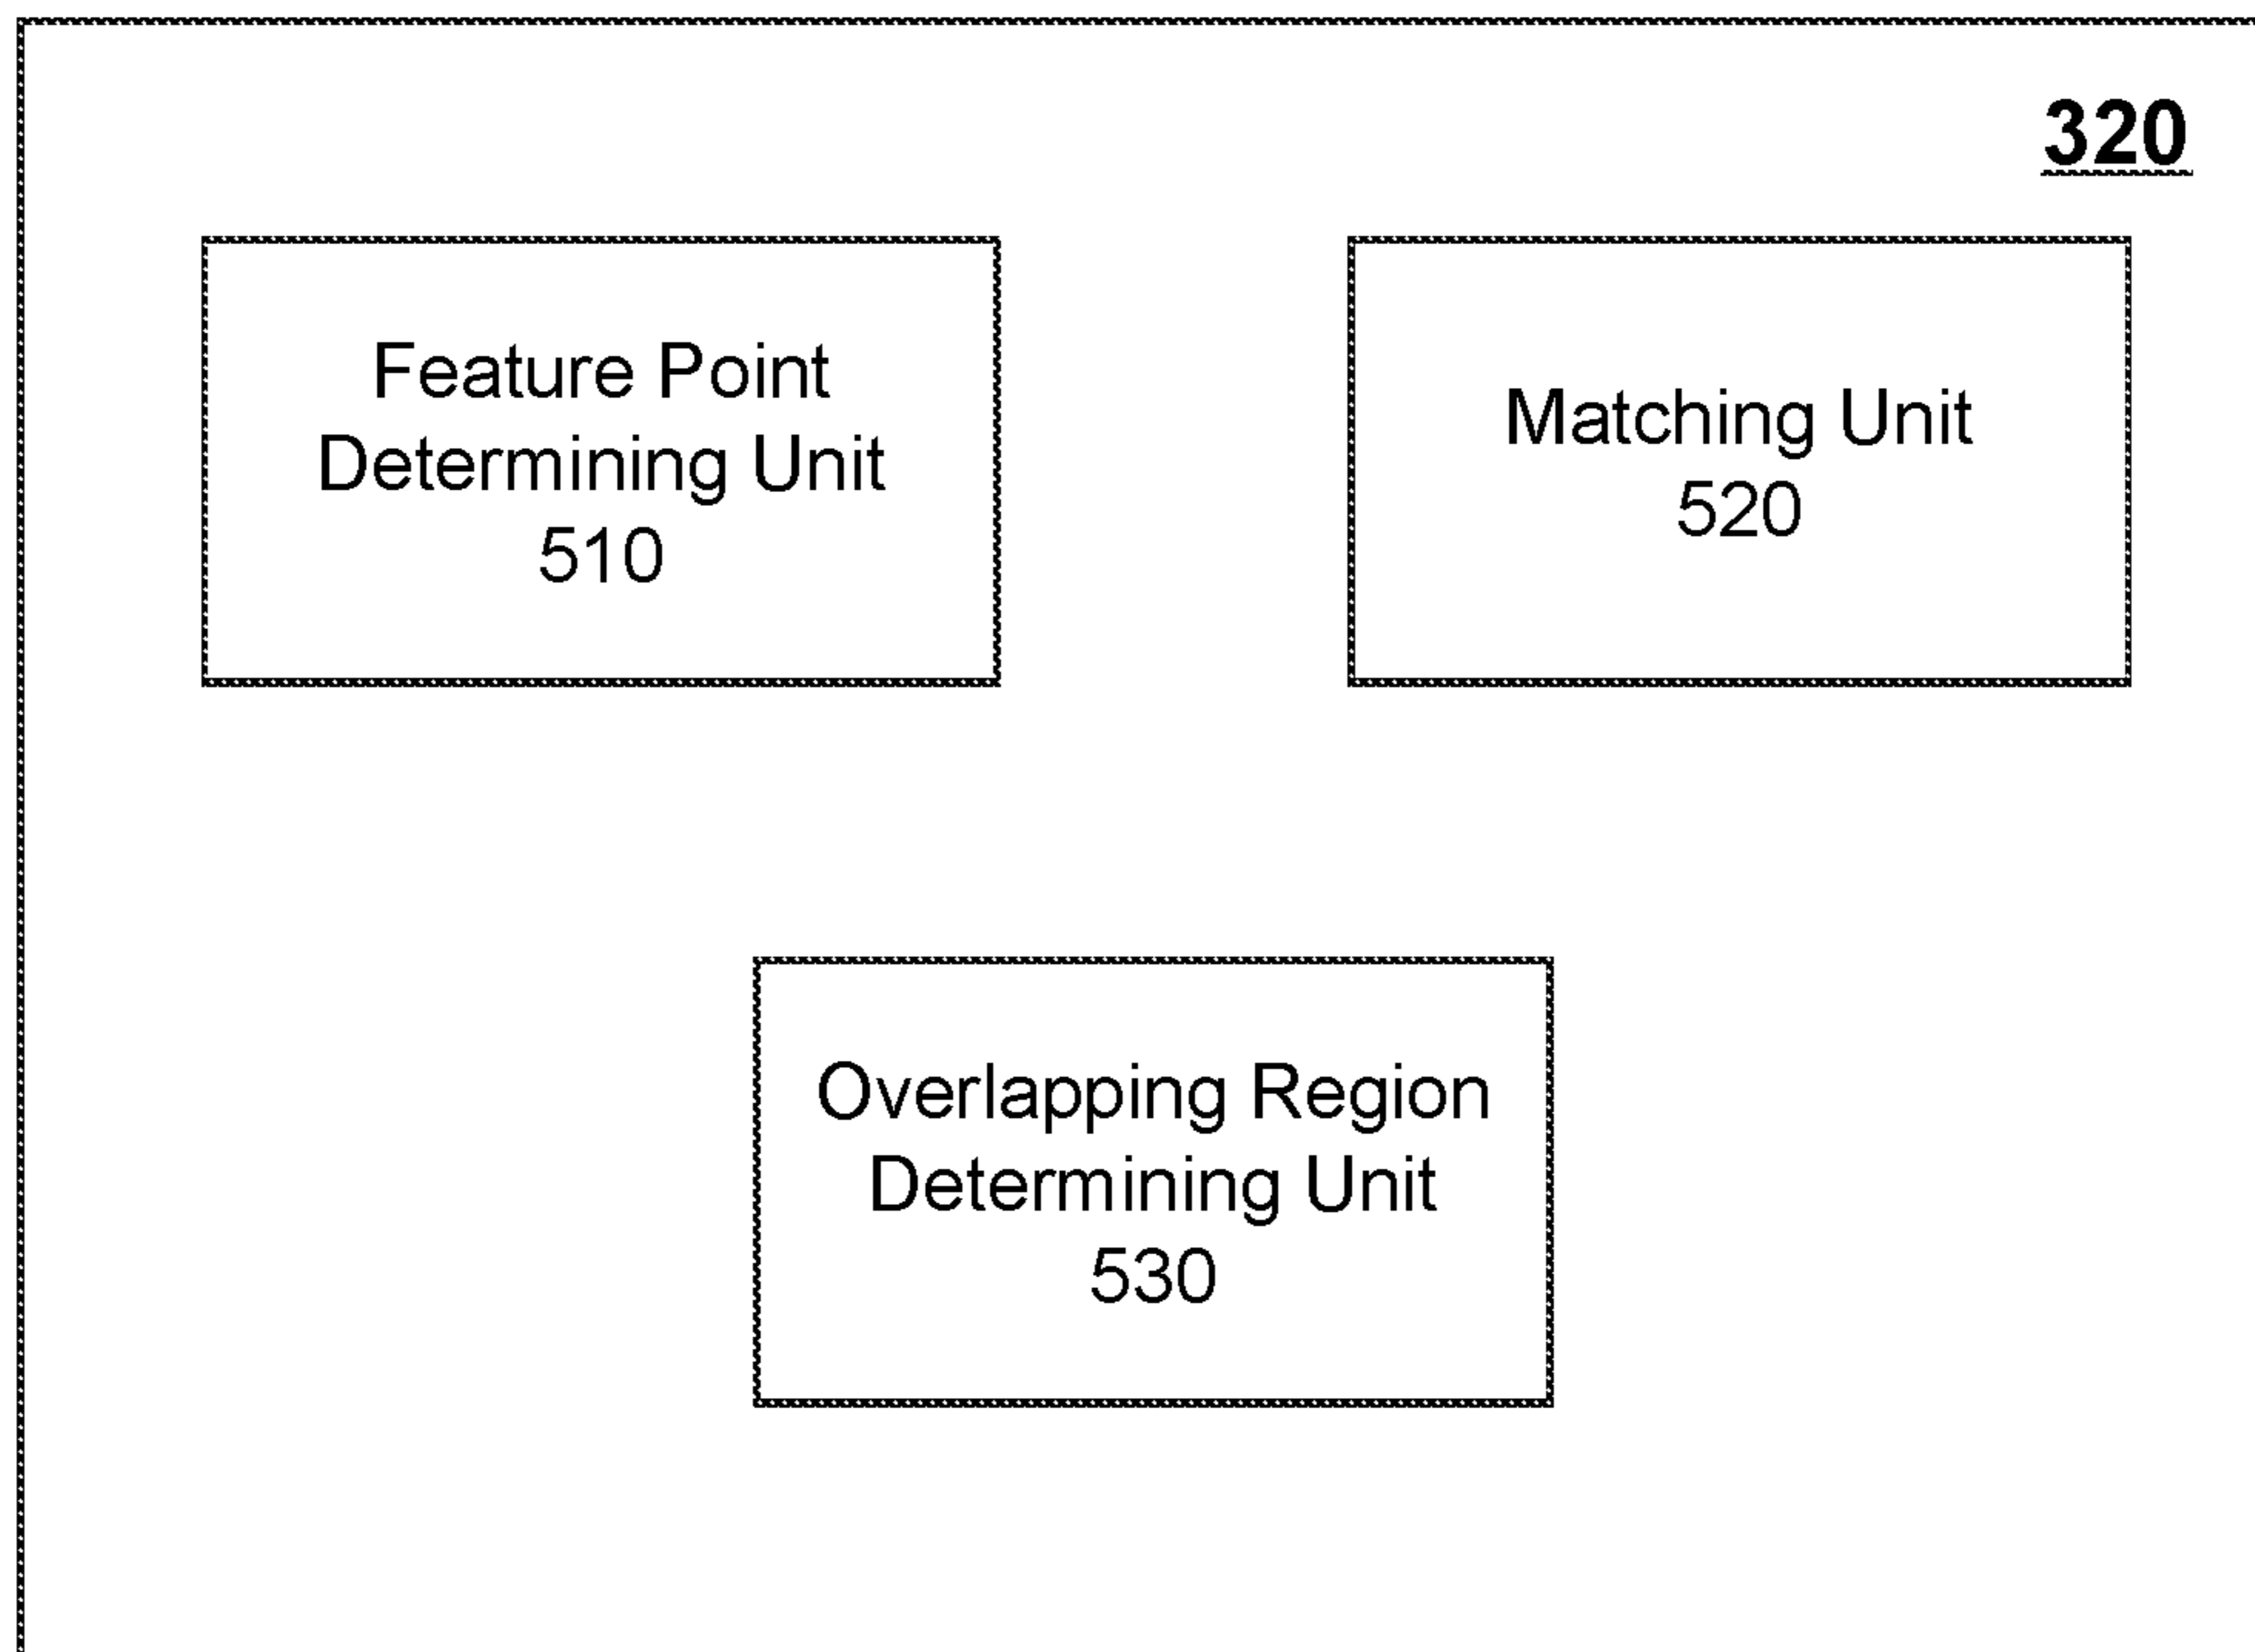 320
Feature Point
Determining Unit
510
Matching Unit
520
Overlapping Region
Determining Unit
530